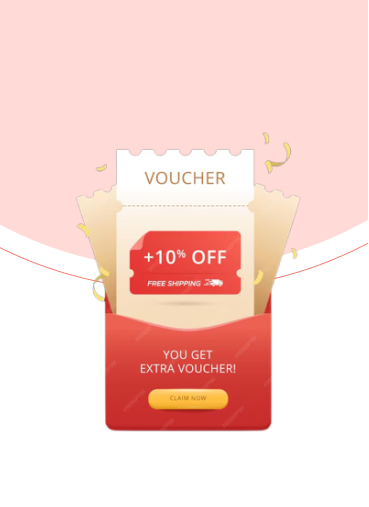 VOUCHER
+10% OFF
FREE SHIPPING
YOU GET
EXTRA VOUCHER!
CLAIM NOW